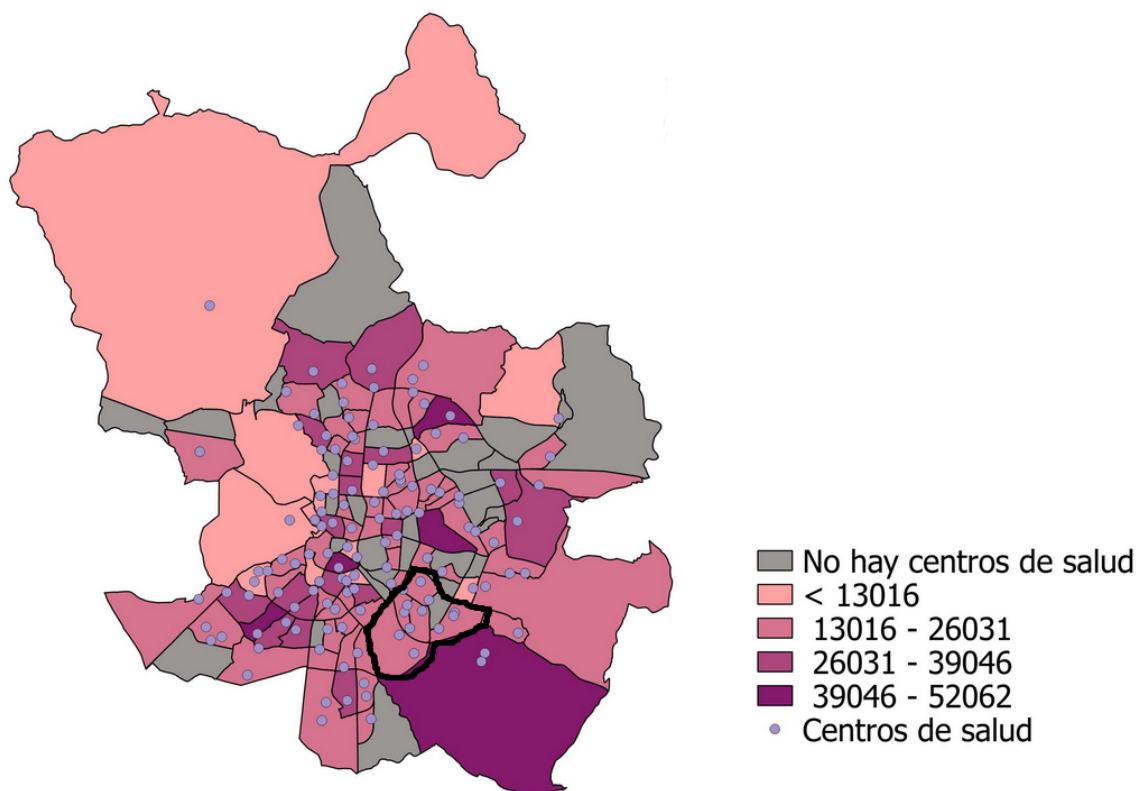 No hay centros de salud
< 13016
13016 - 26031
26031 - 39046
39046 - 52062
Centros de salud